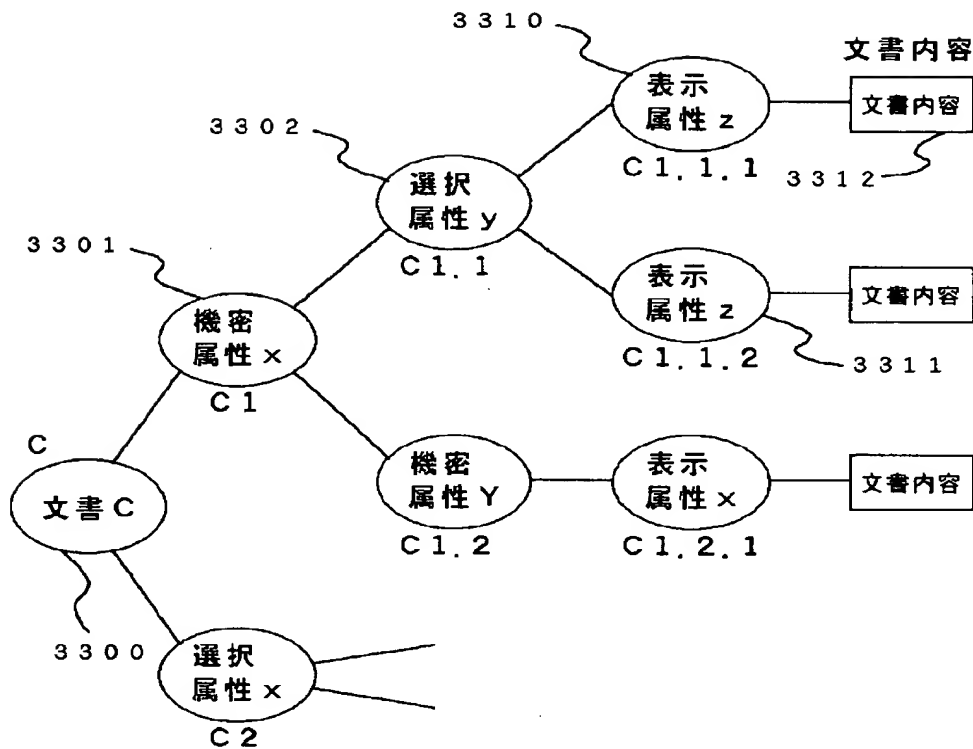 3310
文書内容
表示
属性z
文書内容
C1.1.1
3312
3302
選択
属性y
C1.1
3301
表示
属性z
文書内容
C1.1.2
3311
機密
属性x
C1
C
機密
属性Y
C1.2
表示
属性x
文書内容
C1.2.1
文書C
3300
選択
属性x
C2